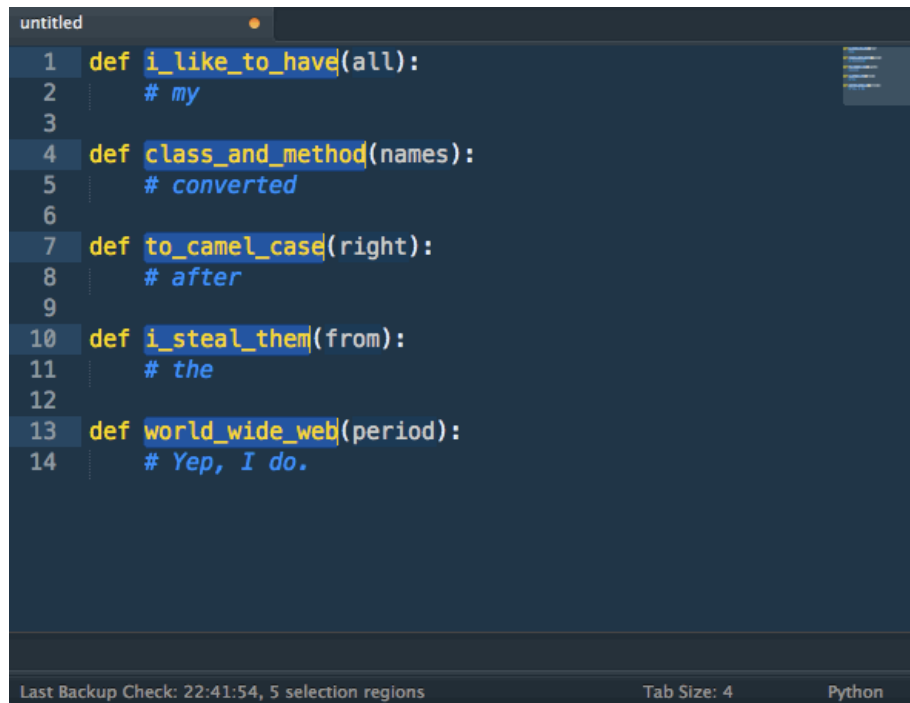 untitled
1 def i_like_to_have(all):
2 # my
3
4 def class_and_method(names):
5 # converted
6
7 def to_camel_case(right):
8 # after
9
10 def i_steal_them(from):
11 # the
12
13 def world_wide_web(period):
14 # Yep, I do.
Last Backup Check: 22:41:54, 5 selection regions Tab Size: 4 Python